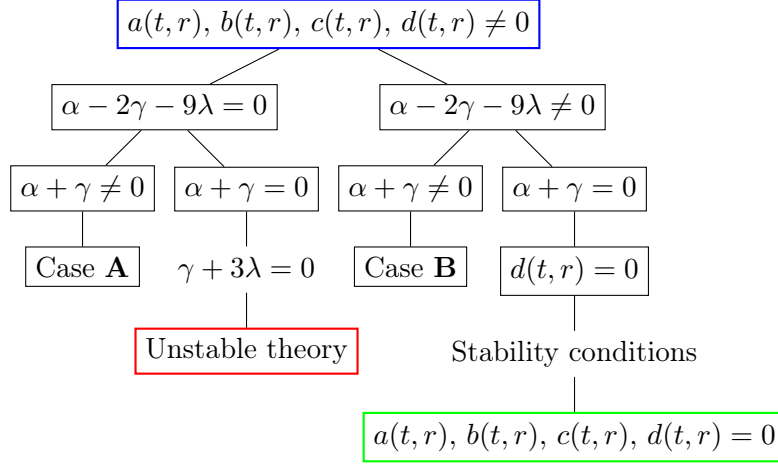 a(t, r), b(t, r), c(t, r), d(t, r) ≠ 0
α − 2γ − 9λ = 0
α − 2γ − 9λ ≠ 0
α + γ ≠ 0
α + γ = 0
α + γ ≠ 0
α + γ = 0
Case A
γ + 3λ = 0
Case B
d(t, r) = 0
Unstable theory
Stability conditions
a(t, r), b(t, r), c(t, r), d(t, r) = 0